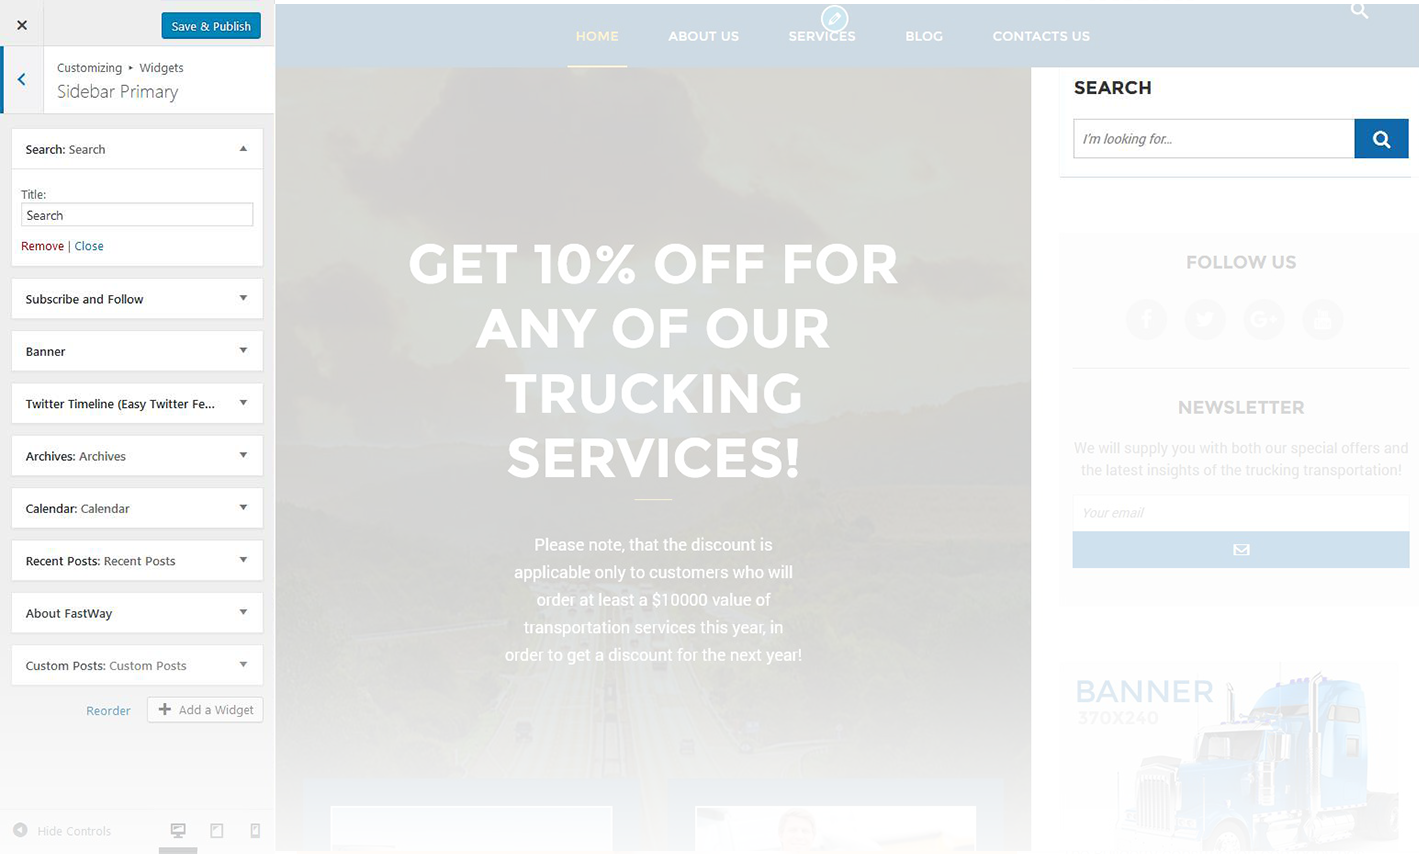 Save & Publish
Customizing ▸ Widgets
Sidebar Primary
Search: Search
Title:
Search
Remove | Close
Subscribe and Follow
Banner
Twitter Timeline (Easy Twitter Fe...
Archives: Archives
Calendar: Calendar
Recent Posts: Recent Posts
About FastWay
Custom Posts: Custom Posts
Reorder
Add a Widget
Hide Controls
HOME
ABOUT US
SERVICES
BLOG
CONTACTS US
GET 10% OFF FOR
ANY OF OUR
TRUCKING
SERVICES!
Please note, that the discount is
applicable only to customers who will
order at least a $10000 value of
transportation services this year, in
order to get a discount for the next year!
SEARCH
I'm looking for...
FOLLOW US
NEWSLETTER
We will supply you with both our special offers and
the latest insights of the trucking transportation!
Your email
BANNER
370X240